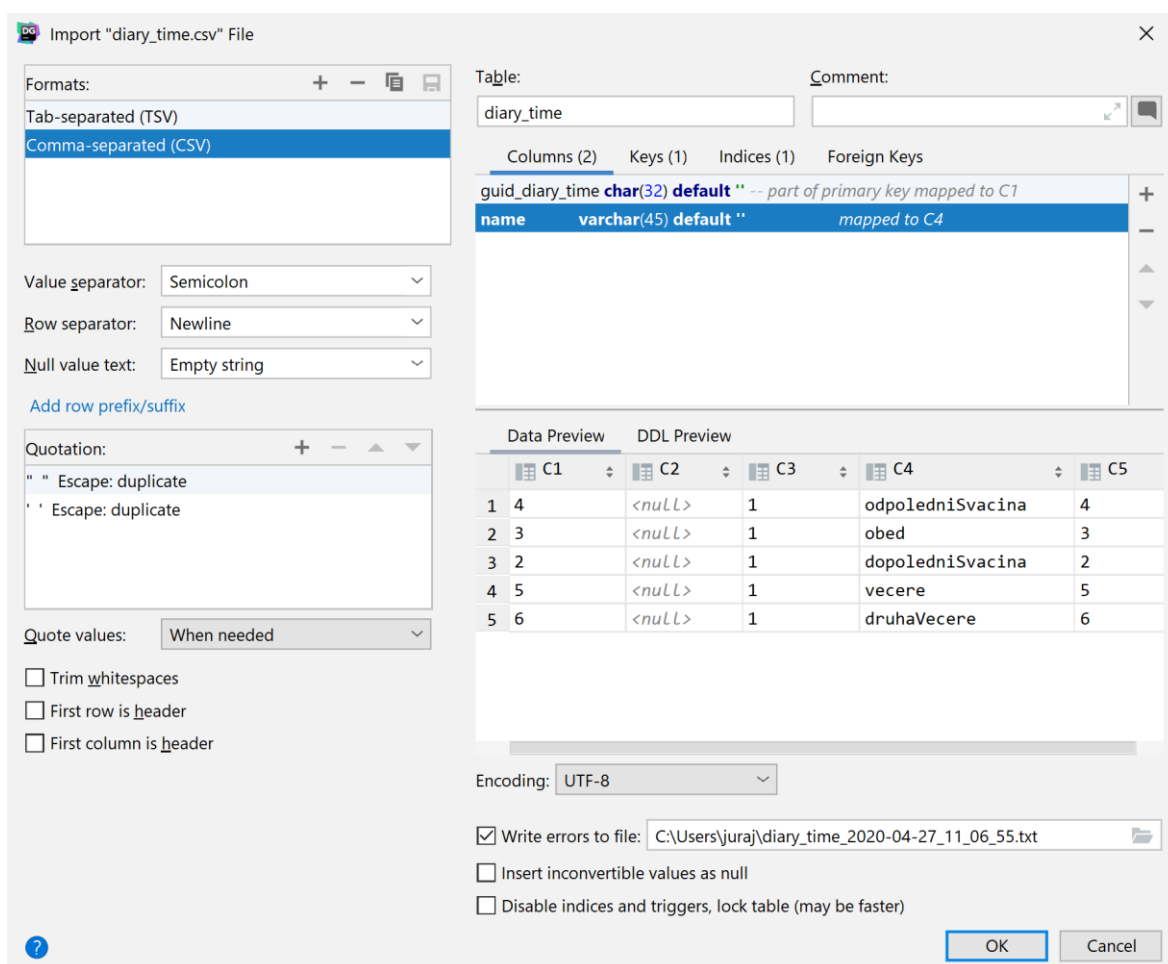 DG Import "diary_time.csv" File
Formats:
Tab-separated (TSV)
Comma-separated (CSV)
Value separator: Semicolon
Row separator: Newline
Null value text: Empty string
Add row prefix/suffix
Quotation:
" " Escape: duplicate
' ' Escape: duplicate
Quote values: When needed
Trim whitespaces
First row is header
First column is header
Table: Comment:
diary_time
Columns (2) Keys (1) Indices (1) Foreign Keys
guid_diary_time char(32) default '' -- part of primary key mapped to C1
name varchar(45) default '' mapped to C4
Data Preview DDL Preview
C1 C2 C3 C4 C5
1 4 <null> 1 odpoledniSvacina 4
2 3 <null> 1 obed 3
3 2 <null> 1 dopoledniSvacina 2
4 5 <null> 1 vecere 5
5 6 <null> 1 druhaVecere 6
Encoding: UTF-8
Write errors to file: C:\Users\juraj\diary_time_2020-04-27_11_06_55.txt
Insert inconvertible values as null
Disable indices and triggers, lock table (may be faster)
? OK Cancel